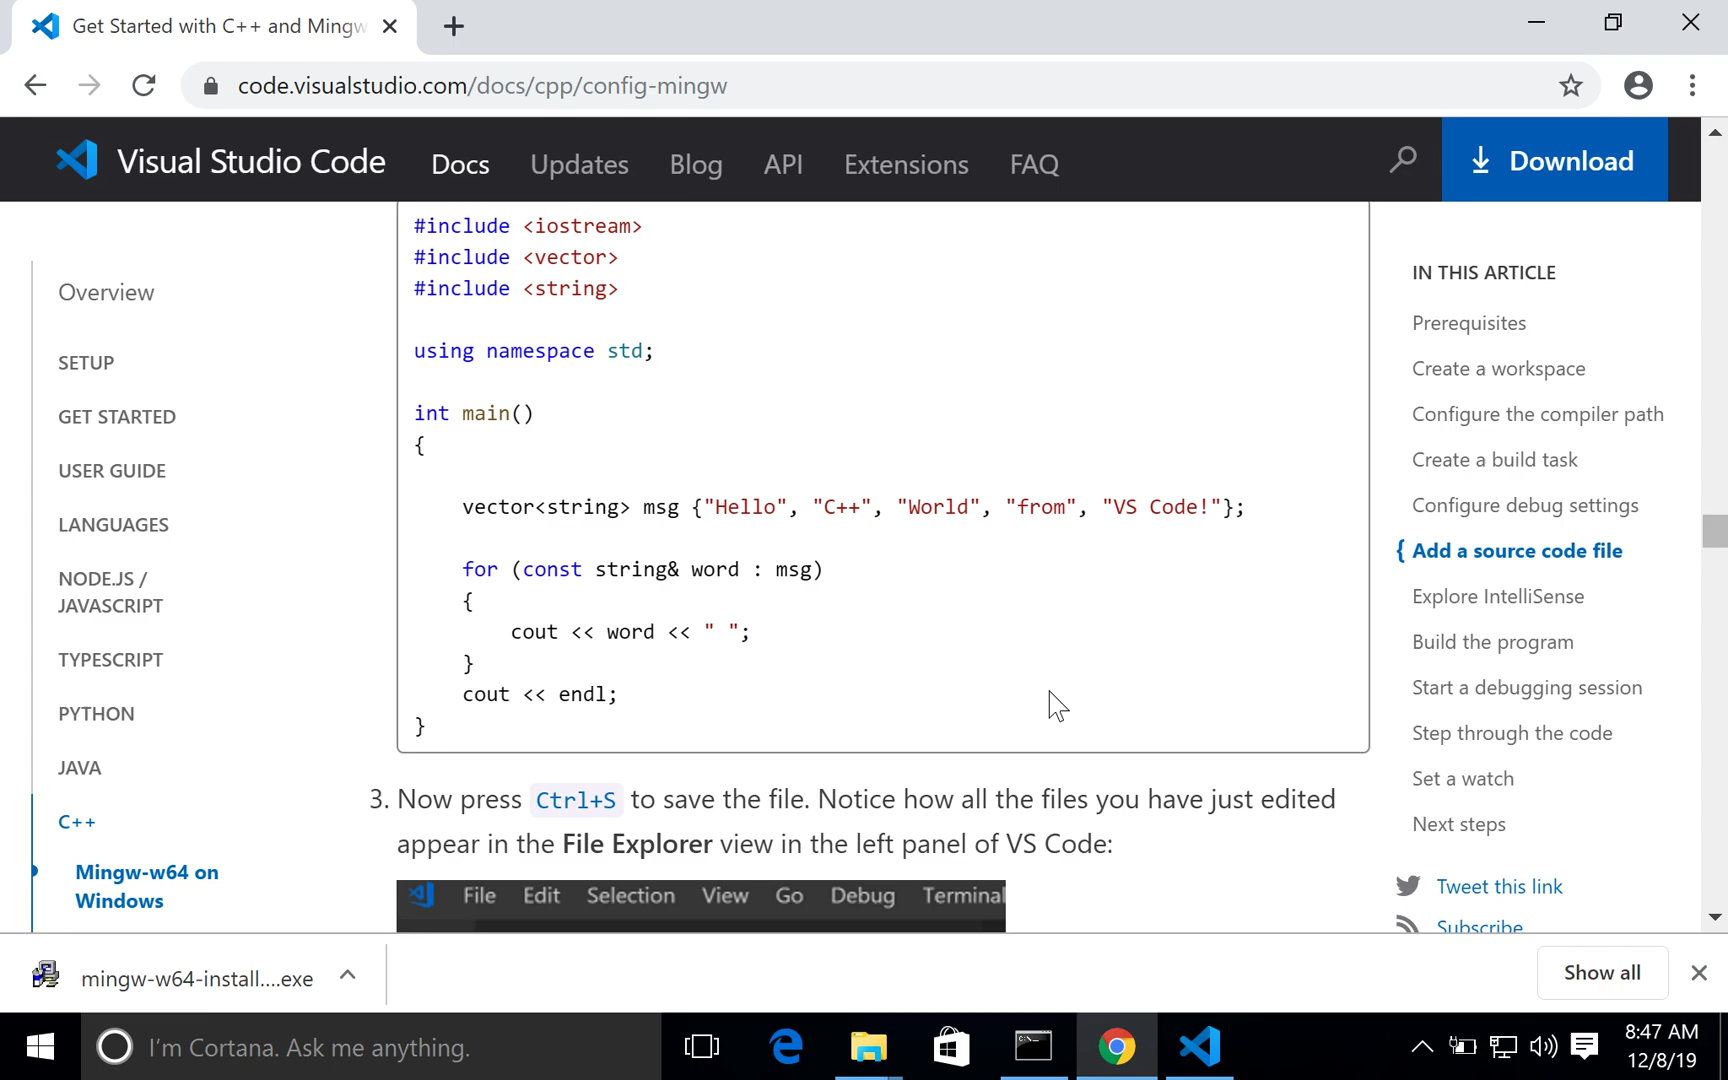 Get Started with C++ and Mingw
code.visualstudio.com/docs/cpp/config-mingw
Visual Studio Code
Docs
Updates
Blog
API
Extensions
FAQ
Download
Overview
SETUP
GET STARTED
USER GUIDE
LANGUAGES
NODE.JS /
JAVASCRIPT
TYPESCRIPT
PYTHON
JAVA
C++
Mingw-w64 on
Windows
#include <iostream>
#include <vector>
#include <string>
using namespace std;
int main()
{
vector<string> msg {"Hello", "C++", "World", "from", "VS Code!"};
for (const string& word : msg)
{
cout << word << " ";
}
cout << endl;
}
3. Now press Ctrl+S to save the file. Notice how all the files you have just edited
appear in the File Explorer view in the left panel of VS Code:
File Edit Selection View Go Debug Terminal
IN THIS ARTICLE
Prerequisites
Create a workspace
Configure the compiler path
Create a build task
Configure debug settings
{ Add a source code file
Explore IntelliSense
Build the program
Start a debugging session
Step through the code
Set a watch
Next steps
Tweet this link
Subscribe
mingw-w64-install....exe
Show all
I'm Cortana. Ask me anything.
8:47 AM
12/8/19